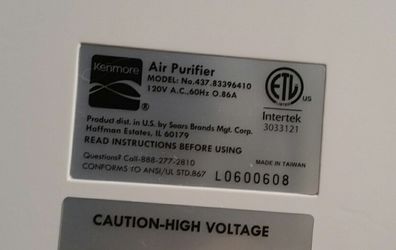 Kenmore
®
Air Purifier
MODEL: No.437.83396410
120V A.C.,60Hz 0.86A
ETL
US
Intertek
3033121
Product dist. in U.S. by Sears Brands Mgt. Corp.
Hoffman Estates, IL 60179
READ INSTRUCTIONS BEFORE USING
Questions? Call-888-277-2810
CONFORMS TO ANSI/UL STD.867
MADE IN TAIWAN
L0600608
CAUTION-HIGH VOLTAGE